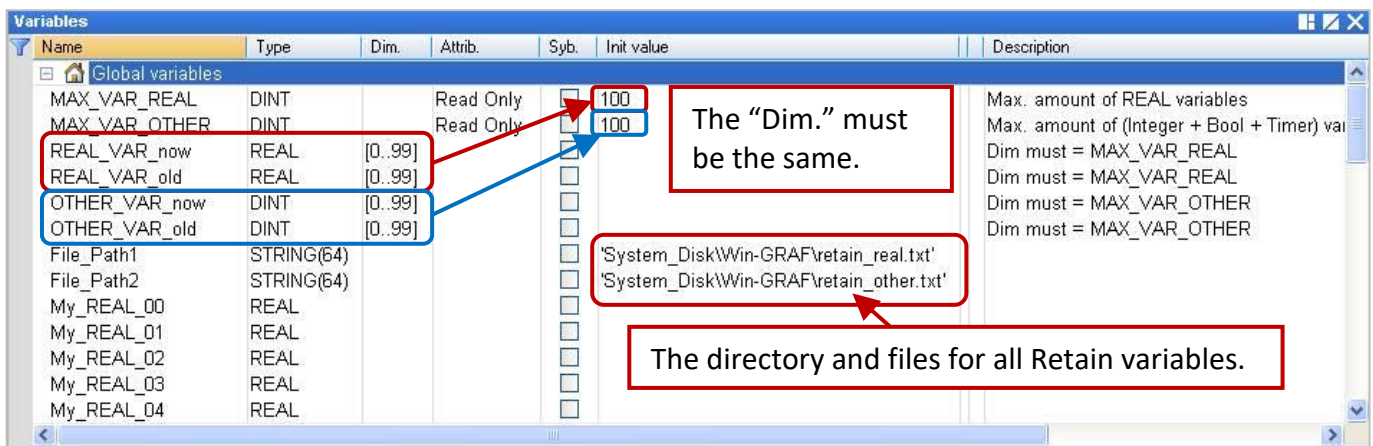 Variables
Name Type Dim. Attrib. Syb. Init value Description
Global variables
MAX_VAR_REAL DINT Read Only 100 Max. amount of REAL variables
MAX_VAR_OTHER DINT Read Only 100 Max. amount of (Integer + Bool + Timer) var
REAL_VAR_now REAL [0..99] Dim must = MAX_VAR_REAL
REAL_VAR_old REAL [0..99] Dim must = MAX_VAR_REAL
OTHER_VAR_now DINT [0..99] Dim must = MAX_VAR_OTHER
OTHER_VAR_old DINT [0..99] Dim must = MAX_VAR_OTHER
File_Path1 STRING(64) 'System_Disk\Win-GRAF\retain_real.txt'
File_Path2 STRING(64) 'System_Disk\Win-GRAF\retain_other.txt'
My_REAL_00 REAL
My_REAL_01 REAL
My_REAL_02 REAL
My_REAL_03 REAL
My_REAL_04 REAL
The “Dim.” must
be the same.
The directory and files for all Retain variables.